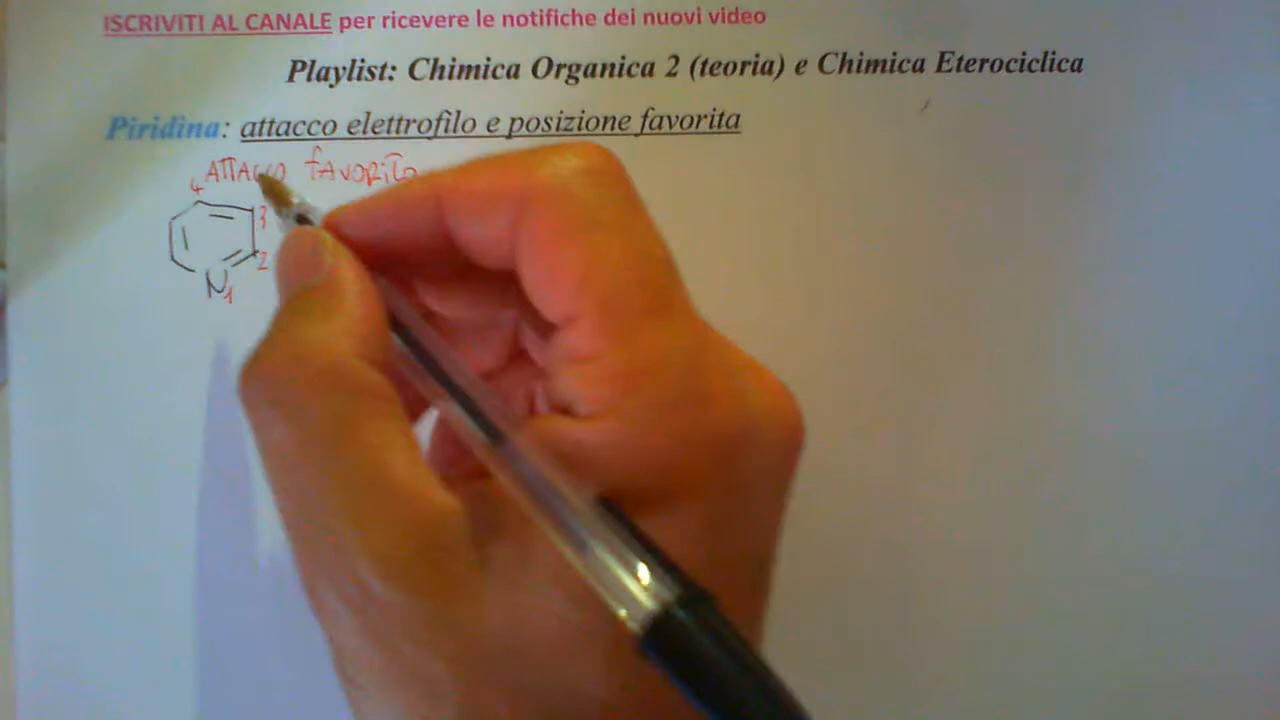 ISCRIVITI AL CANALE per ricevere le notifiche dei nuovi video
Playlist: Chimica Organica 2 (teoria) e Chimica Eterociclica
Piridina: attacco elettrofilo e posizione favorita
ATTACCO fAVORITO
4
3
2
N
1